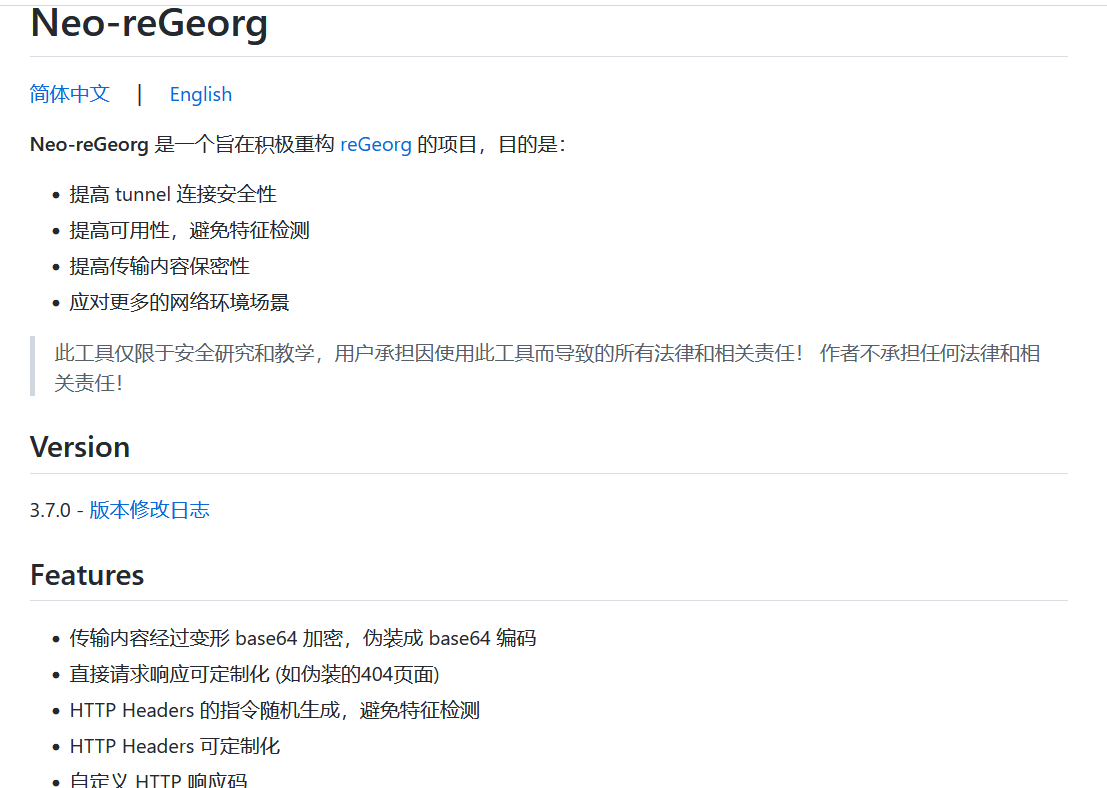 Neo-reGeorg
简体中文 | English
Neo-reGeorg 是一个旨在积极重构 reGeorg 的项目，目的是：
提高 tunnel 连接安全性
提高可用性，避免特征检测
提高传输内容保密性
应对更多的网络环境场景
此工具仅限于安全研究和教学，用户承担因使用此工具而导致的所有法律和相关责任！ 作者不承担任何法律和相
关责任！
Version
3.7.0 - 版本修改日志
Features
传输内容经过变形 base64 加密，伪装成 base64 编码
直接请求响应可定制化 (如伪装的404页面)
HTTP Headers 的指令随机生成，避免特征检测
HTTP Headers 可定制化
自定义 HTTP 响应码